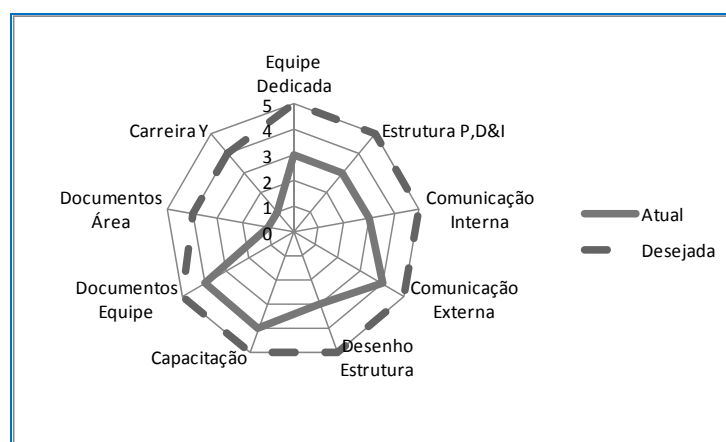 Equipe
Dedicada
Estrutura P,D&I
Comunicação
Interna
Comunicação
Externa
Desenho
Estrutura
Capacitação
Documentos
Equipe
Documentos
Área
Carreira Y
5
4
3
2
1
0
Atual
Desejada